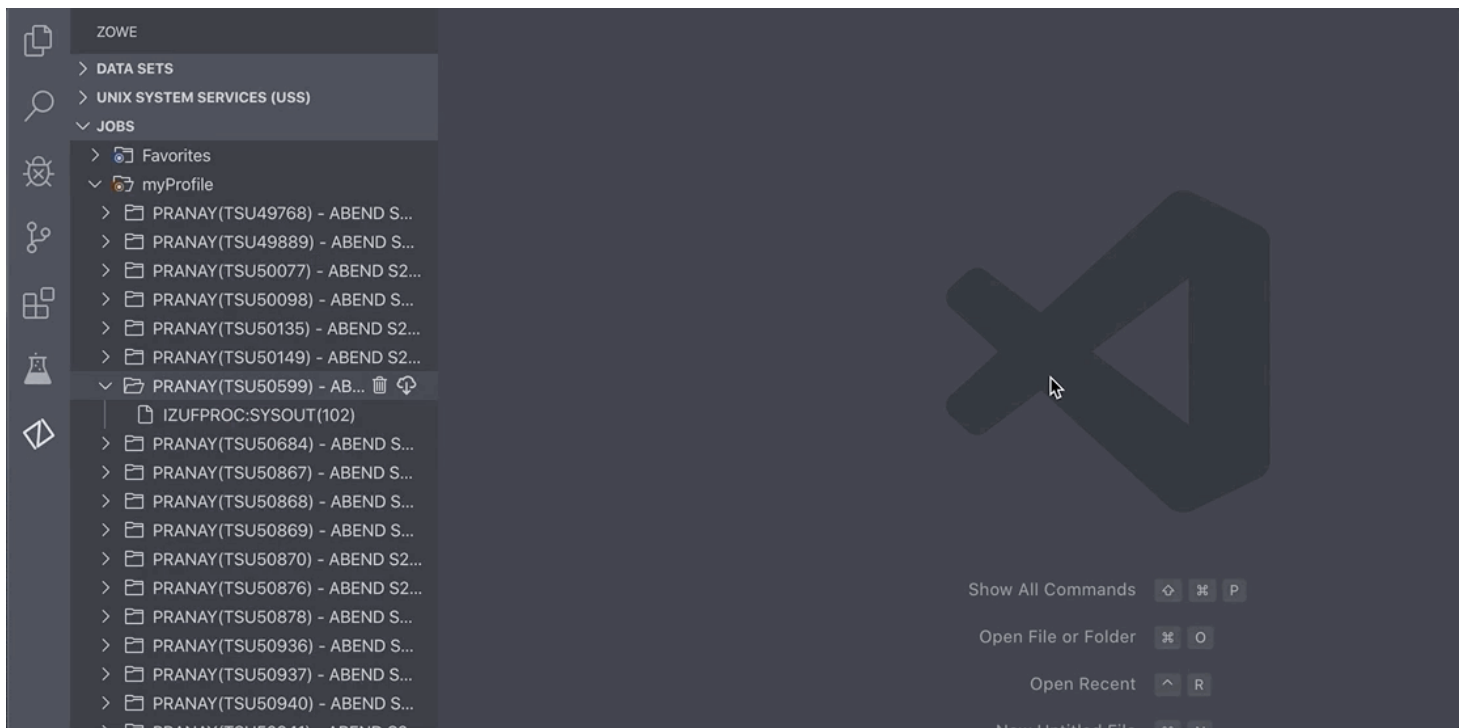 ZOWE
DATA SETS
UNIX SYSTEM SERVICES (USS)
JOBS
Favorites
myProfile
PRANAY(TSU49768) - ABEND S...
PRANAY(TSU49889) - ABEND S...
PRANAY(TSU50077) - ABEND S2...
PRANAY(TSU50098) - ABEND S...
PRANAY(TSU50135) - ABEND S2...
PRANAY(TSU50149) - ABEND S2...
PRANAY(TSU50599) - AB...
IZUFPROC:SYSOUT(102)
PRANAY(TSU50684) - ABEND S...
PRANAY(TSU50867) - ABEND S...
PRANAY(TSU50868) - ABEND S...
PRANAY(TSU50869) - ABEND S...
PRANAY(TSU50870) - ABEND S2...
PRANAY(TSU50876) - ABEND S2...
PRANAY(TSU50878) - ABEND S...
PRANAY(TSU50936) - ABEND S...
PRANAY(TSU50937) - ABEND S...
PRANAY(TSU50940) - ABEND S...
Show All Commands ⇧ ⌘ P
Open File or Folder ⌘ O
Open Recent ^ R